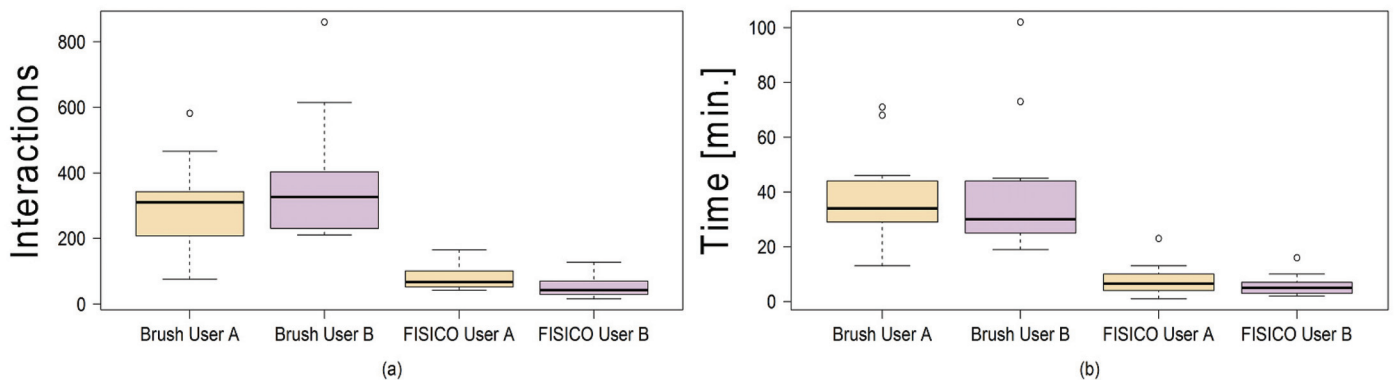 Interactions
800
600
400
200
0
Brush User A
Brush User B
FISICO User A
FISICO User B
(a)
Time [min.]
100
80
60
40
20
0
Brush User A
Brush User B
FISICO User A
FISICO User B
(b)